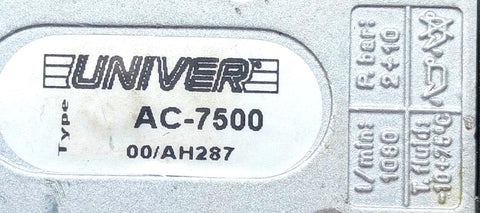 UNIVER
Type
AC-7500
00/AH287
P bar:
2÷10
l/min:
1080